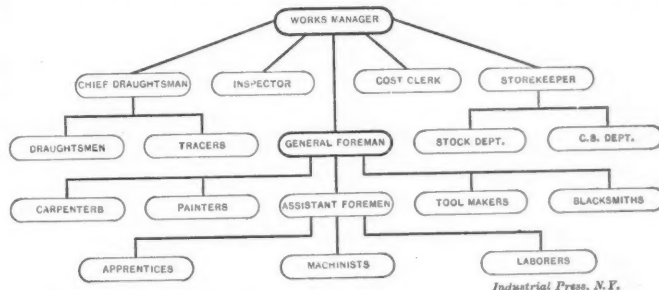 WORKS MANAGER
CHIEF DRAUGHTSMAN
INSPECTOR
COST CLERK
STOREKEEPER
DRAUGHTSMEN
TRACERS
GENERAL FOREMAN
STOCK DEPT.
C.S. DEPT.
CARPENTERS
PAINTERS
ASSISTANT FOREMEN
TOOL MAKERS
BLACKSMITHS
APPRENTICES
MACHINISTS
LABORERS
Industrial Press, N.Y.